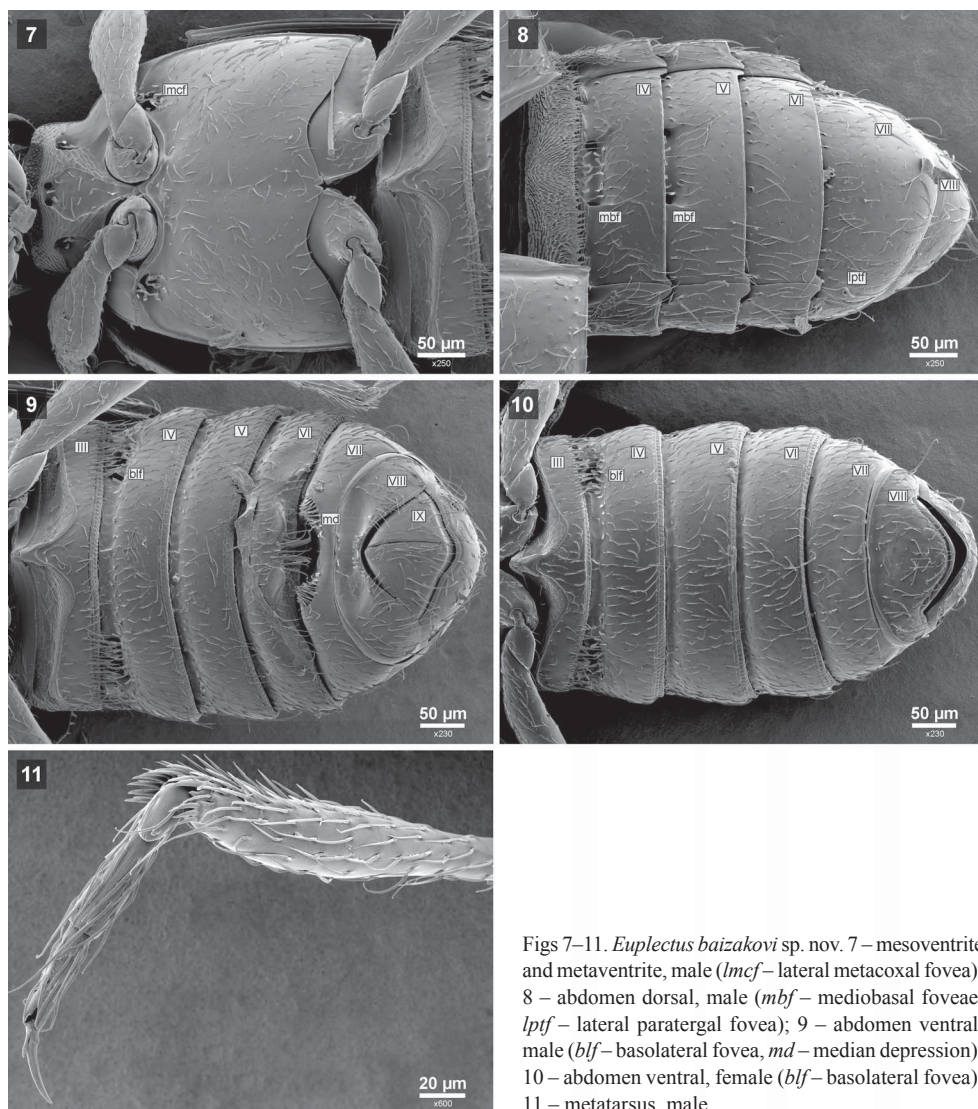 7
lmcf
50 µm
x250
8
IV
V
VI
VII
VIII
mbf
mbf
lptf
50 µm
x250
9
III
IV
V
VI
VII
VIII
IX
blf
md
50 µm
x230
10
III
IV
V
VI
VII
VIII
blf
50 µm
x230
11
20 µm
x600
Figs 7–11. Euplectus baizakovi sp. nov. 7 – mesoventrite
and metaventrite, male (lmcf – lateral metacoxal fovea)
8 – abdomen dorsal, male (mbf – mediobasal foveae
lptf – lateral paratergal fovea); 9 – abdomen ventral
male (blf – basolateral fovea, md – median depression)
10 – abdomen ventral, female (blf – basolateral fovea)
11 – metatarsus, male